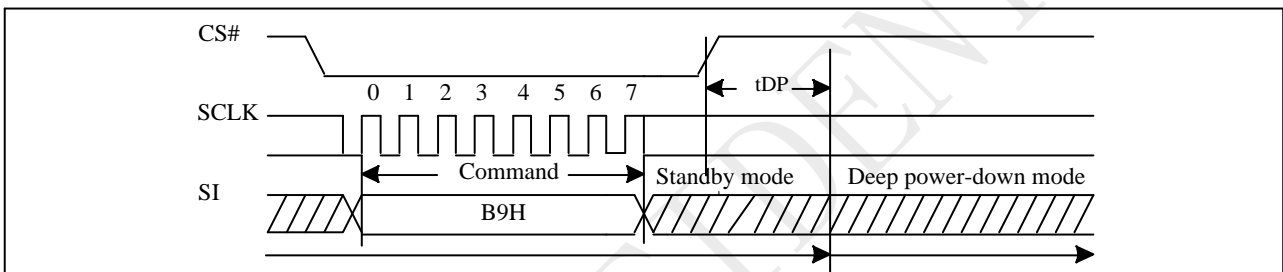 CS#
tDP
0 1 2 3 4 5 6 7
SCLK
Command
Standby mode
Deep power-down mode
SI
B9H